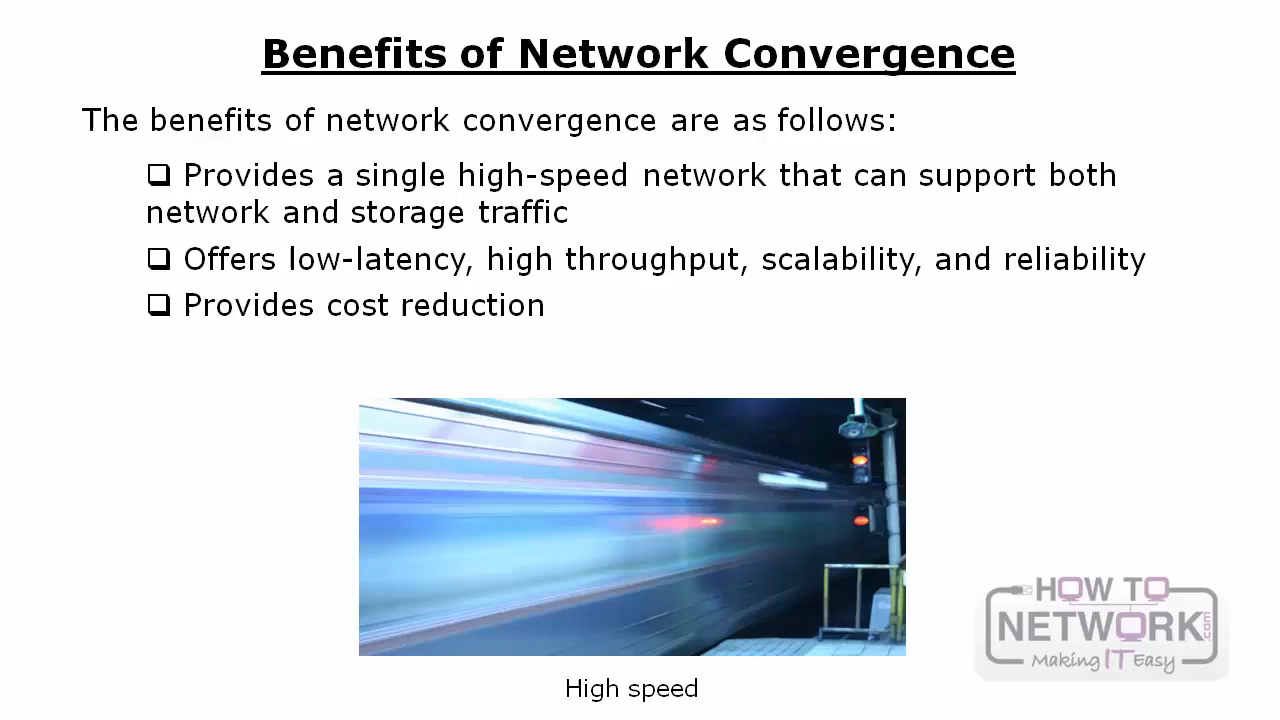 Benefits of Network Convergence
The benefits of network convergence are as follows:
❑ Provides a single high-speed network that can support both
network and storage traffic
❑ Offers low-latency, high throughput, scalability, and reliability
❑ Provides cost reduction
High speed
HOW TO
NETWORK.com
Making IT Easy